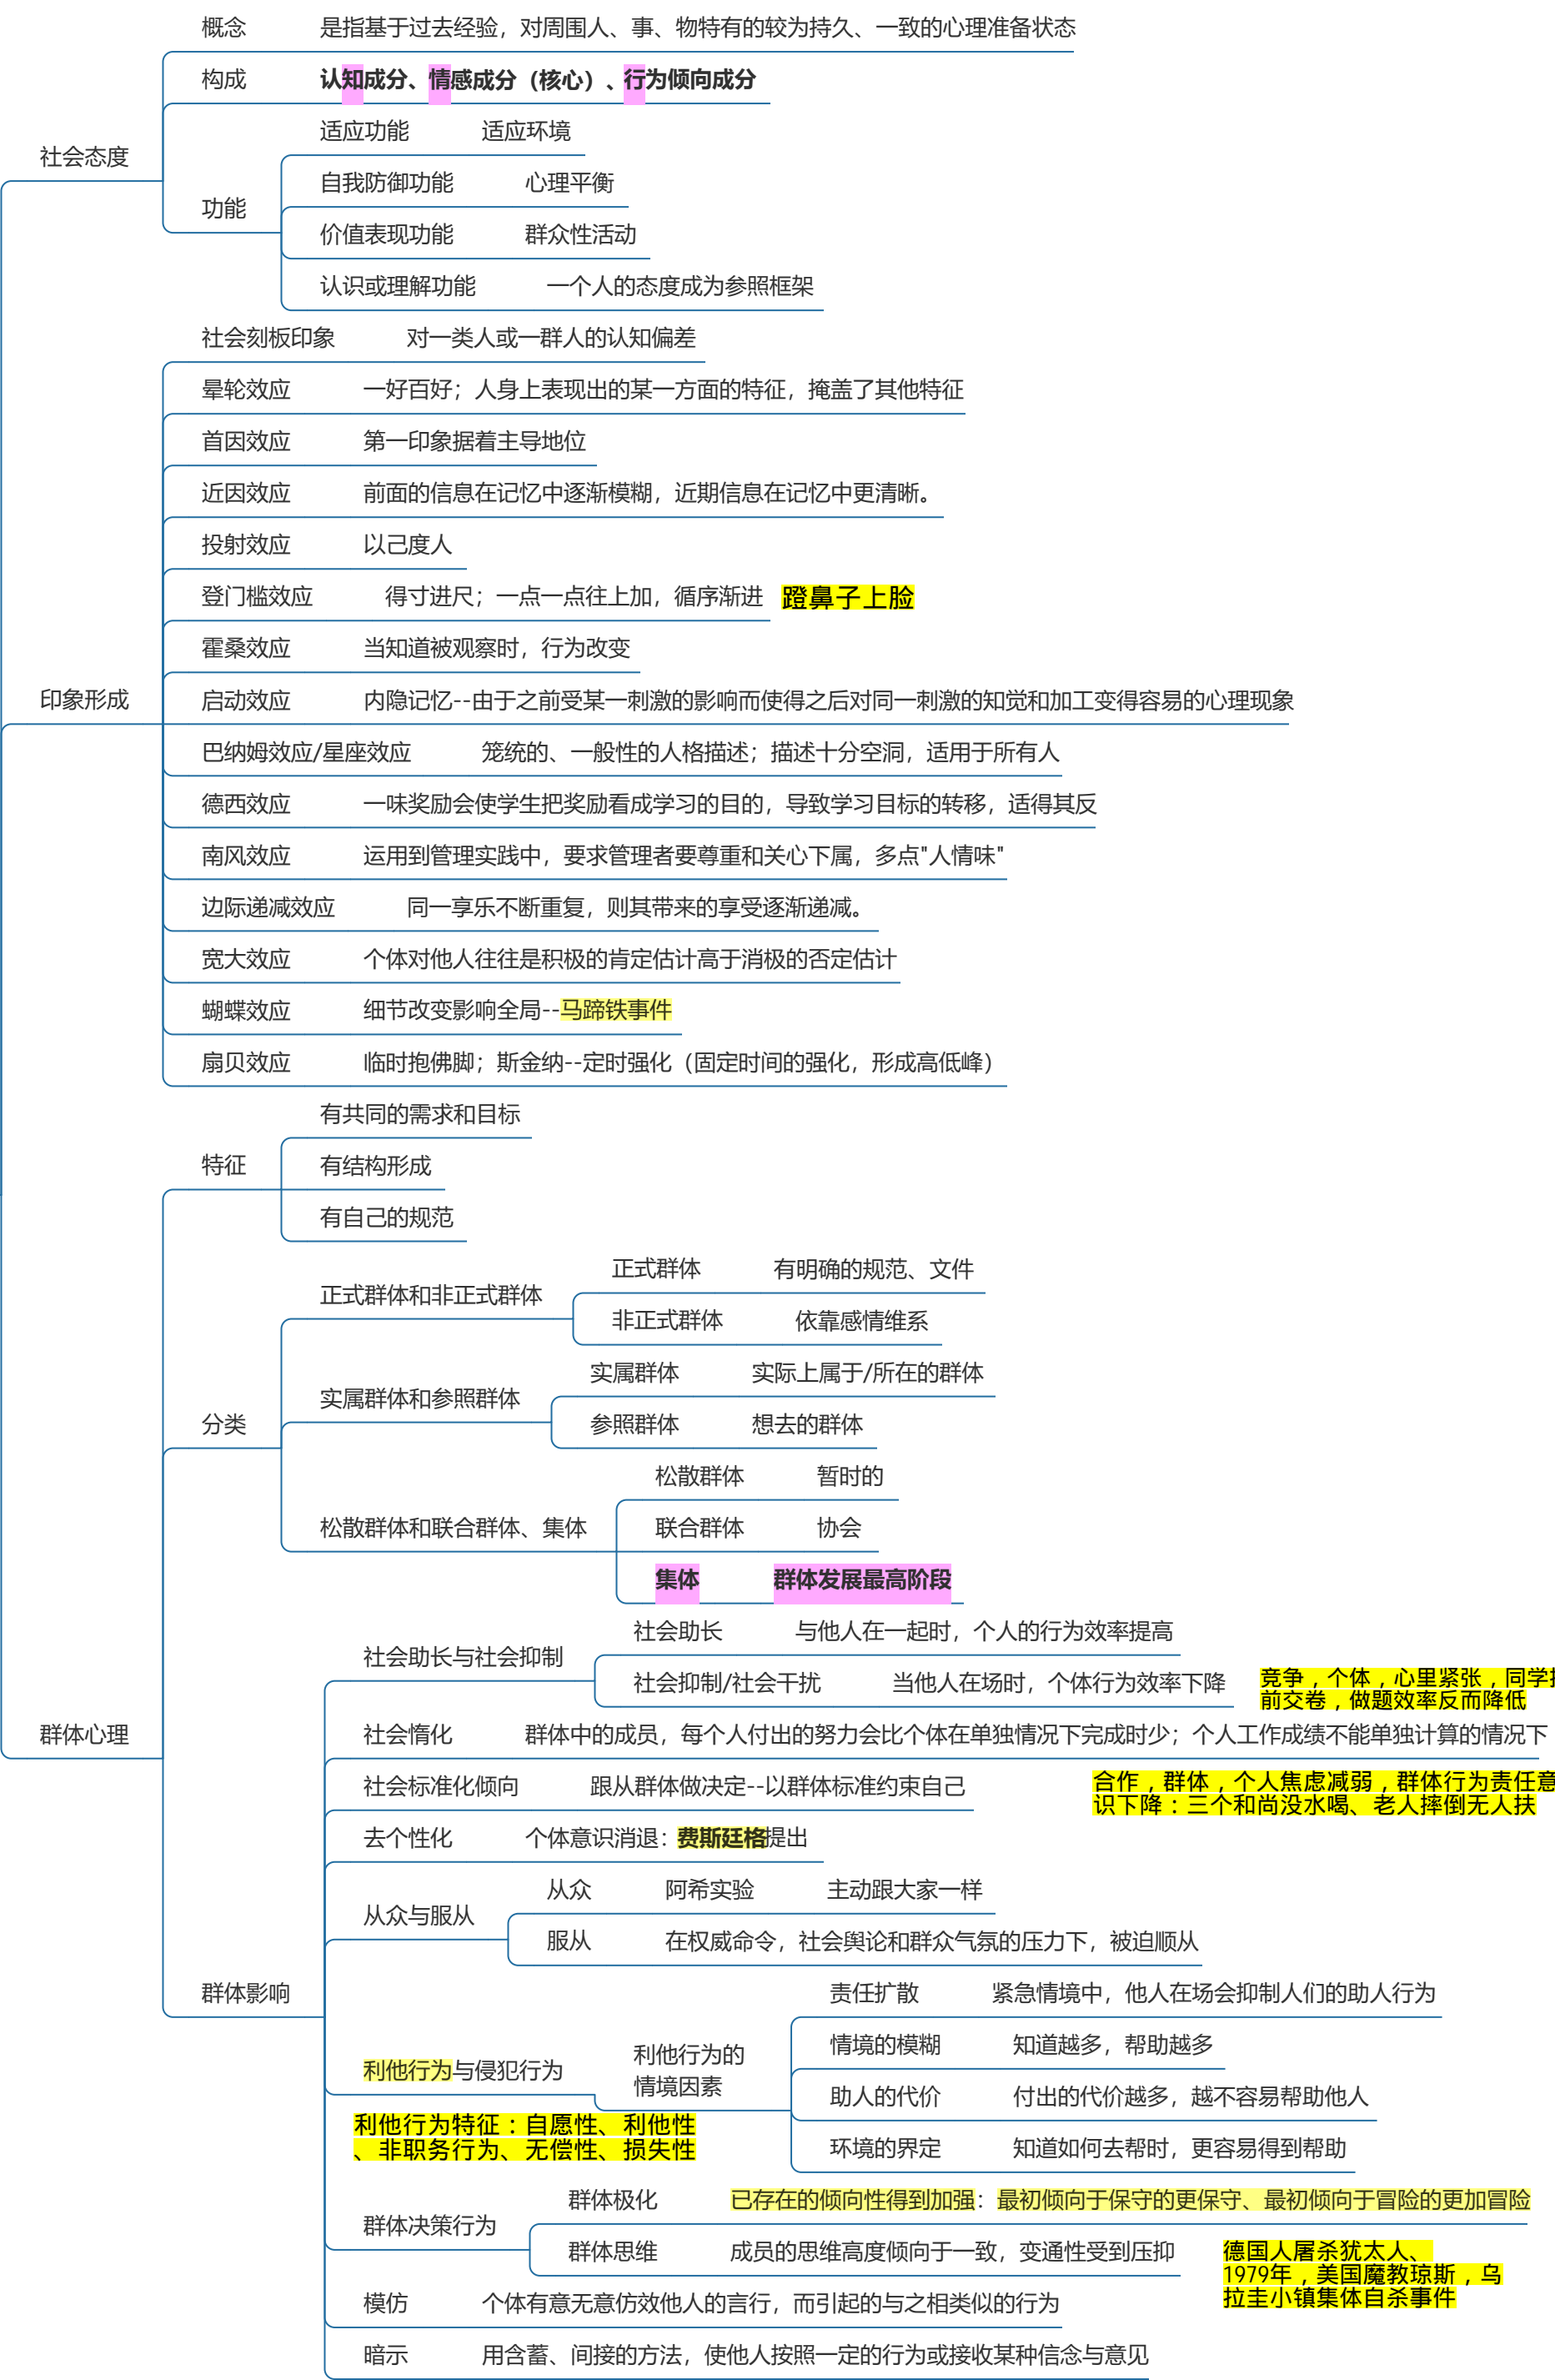 概念 是指基于过去经验，对周围人、事、物特有的较为持久、一致的心理准备状态
构成 认知成分、情感成分（核心）、行为倾向成分
适应功能 适应环境
社会态度
自我防御功能 心理平衡
功能
价值表现功能 群众性活动
认识或理解功能 一个人的态度成为参照框架
社会刻板印象 对一类人或一群人的认知偏差
晕轮效应 一好百好；人身上表现出的某一方面的特征，掩盖了其他特征
首因效应 第一印象据着主导地位
近因效应 前面的信息在记忆中逐渐模糊，近期信息在记忆中更清晰。
投射效应 以己度人
登门槛效应 得寸进尺；一点一点往上加，循序渐进 蹬鼻子上脸
霍桑效应 当知道被观察时，行为改变
印象形成 启动效应 内隐记忆--由于之前受某一刺激的影响而使得之后对同一刺激的知觉和加工变得容易的心理现象
巴纳姆效应/星座效应 笼统的、一般性的人格描述；描述十分空洞，适用于所有人
德西效应 一味奖励会使学生把奖励看成学习的目的，导致学习目标的转移，适得其反
南风效应 运用到管理实践中，要求管理者要尊重和关心下属，多点"人情味"
边际递减效应 同一享乐不断重复，则其带来的享受逐渐递减。
宽大效应 个体对他人往往是积极的肯定估计高于消极的否定估计
蝴蝶效应 细节改变影响全局--马蹄铁事件
扇贝效应 临时抱佛脚；斯金纳--定时强化（固定时间的强化，形成高低峰）
有共同的需求和目标
特征 有结构形成
有自己的规范
正式群体 有明确的规范、文件
正式群体和非正式群体
非正式群体 依靠感情维系
实属群体 实际上属于/所在的群体
实属群体和参照群体
分类 参照群体 想去的群体
松散群体 暂时的
松散群体和联合群体、集体 联合群体 协会
集体 群体发展最高阶段
社会助长 与他人在一起时，个人的行为效率提高
社会助长与社会抑制
社会抑制/社会干扰 当他人在场时，个体行为效率下降
竞争，个体，心里紧张，同学提
前交卷，做题效率反而降低
群体心理 社会惰化 群体中的成员，每个人付出的努力会比个体在单独情况下完成时少；个人工作成绩不能单独计算的情况下
社会标准化倾向 跟从群体做决定--以群体标准约束自己
合作，群体，个人焦虑减弱，群体行为责任意
识下降：三个和尚没水喝、老人摔倒无人扶
去个性化 个体意识消退：费斯廷格提出
从众 阿希实验 主动跟大家一样
从众与服从
服从 在权威命令，社会舆论和群众气氛的压力下，被迫顺从
群体影响
责任扩散 紧急情境中，他人在场会抑制人们的助人行为
情境的模糊 知道越多，帮助越多
利他行为与侵犯行为
利他行为的
情境因素
助人的代价 付出的代价越多，越不容易帮助他人
利他行为特征：自愿性、利他性
、非职务行为、无偿性、损失性
环境的界定 知道如何去帮时，更容易得到帮助
群体极化 已存在的倾向性得到加强：最初倾向于保守的更保守、最初倾向于冒险的更加冒险
群体决策行为
群体思维 成员的思维高度倾向于一致，变通性受到压抑
德国人屠杀犹太人、
1979年，美国魔教琼斯，乌
拉圭小镇集体自杀事件
模仿 个体有意无意仿效他人的言行，而引起的与之相类似的行为
暗示 用含蓄、间接的方法，使他人按照一定的行为或接收某种信念与意见